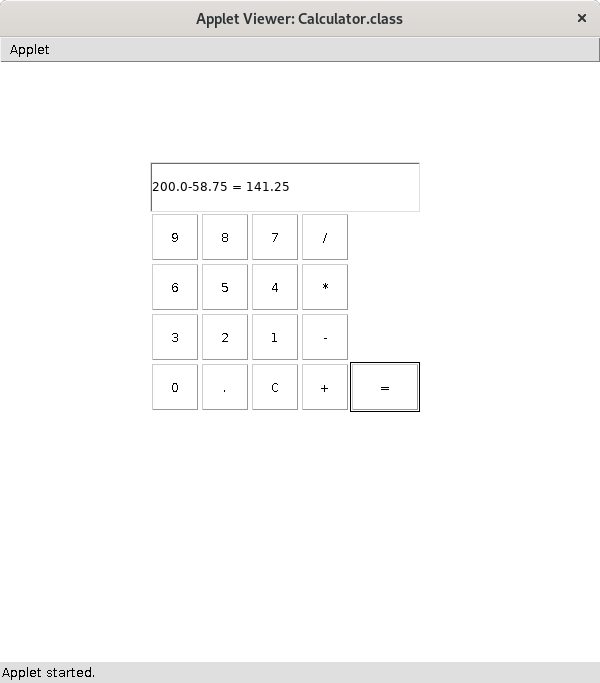 Applet Viewer: Calculator.class ×
Applet
200.0-58.75 = 141.25
9 8 7 /
6 5 4 *
3 2 1 -
0 . C + =
Applet started.